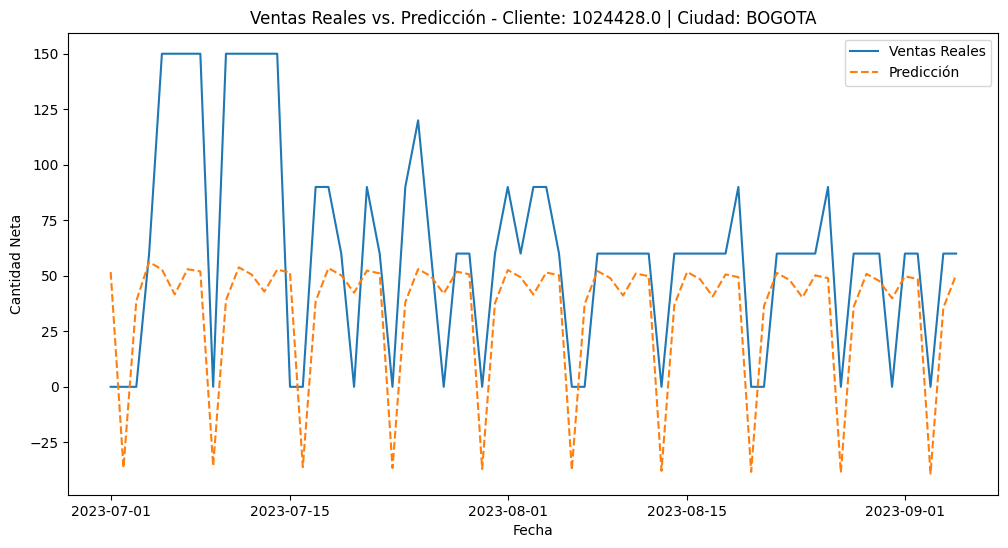 Ventas Reales vs. Predicción - Cliente: 1024428.0 | Ciudad: BOGOTA
Ventas Reales
Predicción
Cantidad Neta
150
125
100
75
50
25
0
−25
2023-07-01
2023-07-15
2023-08-01
2023-08-15
2023-09-01
Fecha